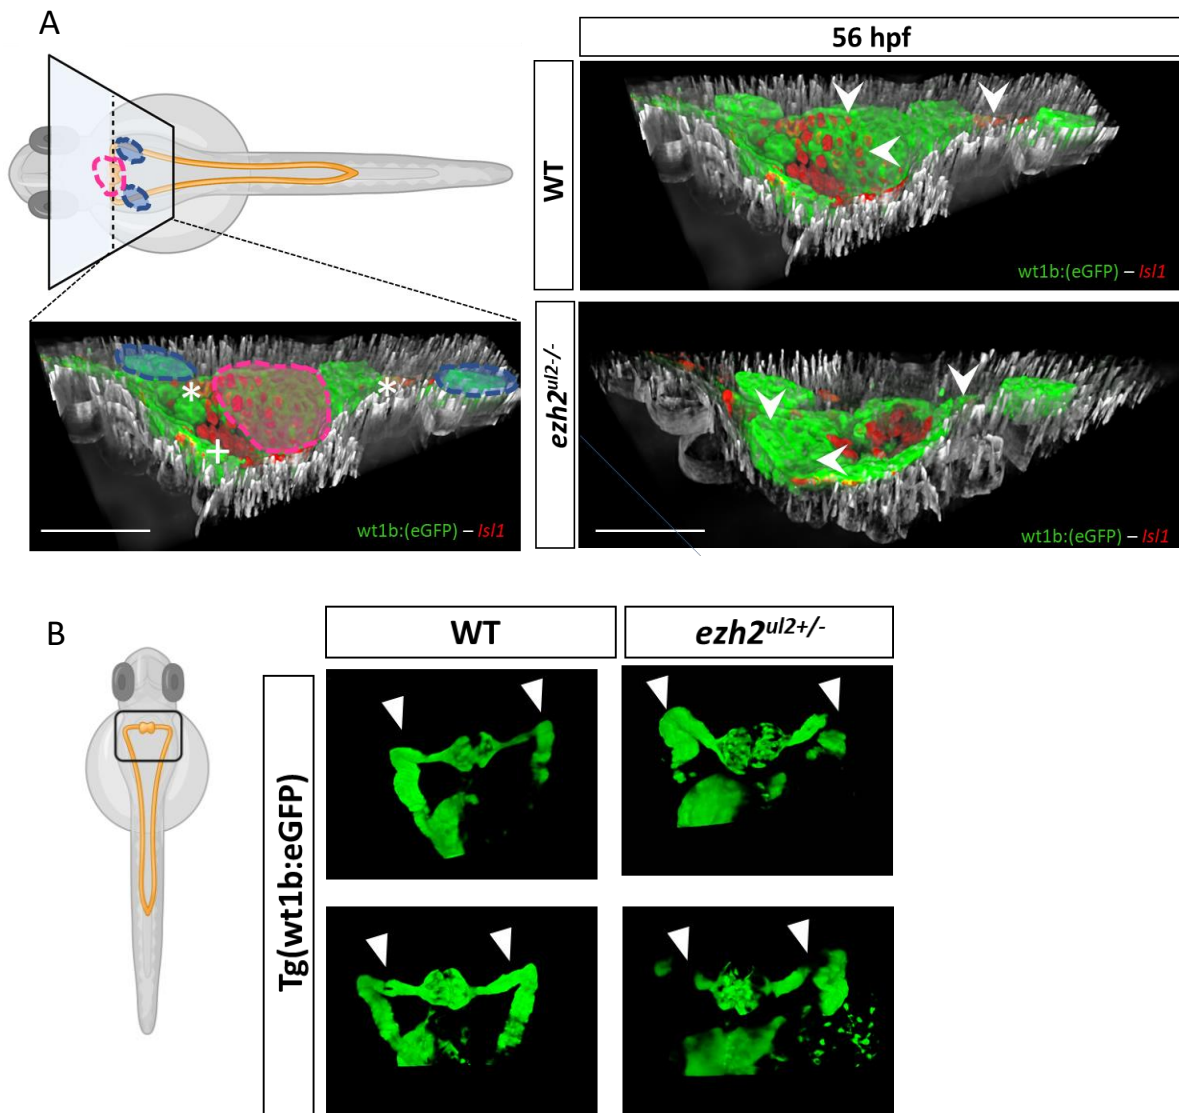 A
56 hpf
WT
wt1b:(eGFP) – Isl1
*
*
+
wt1b:(eGFP) – Isl1
ezh2ul2-/-
wt1b:(eGFP) – Isl1
B
WT
ezh2ul2+/-
Tg(wt1b:eGFP)